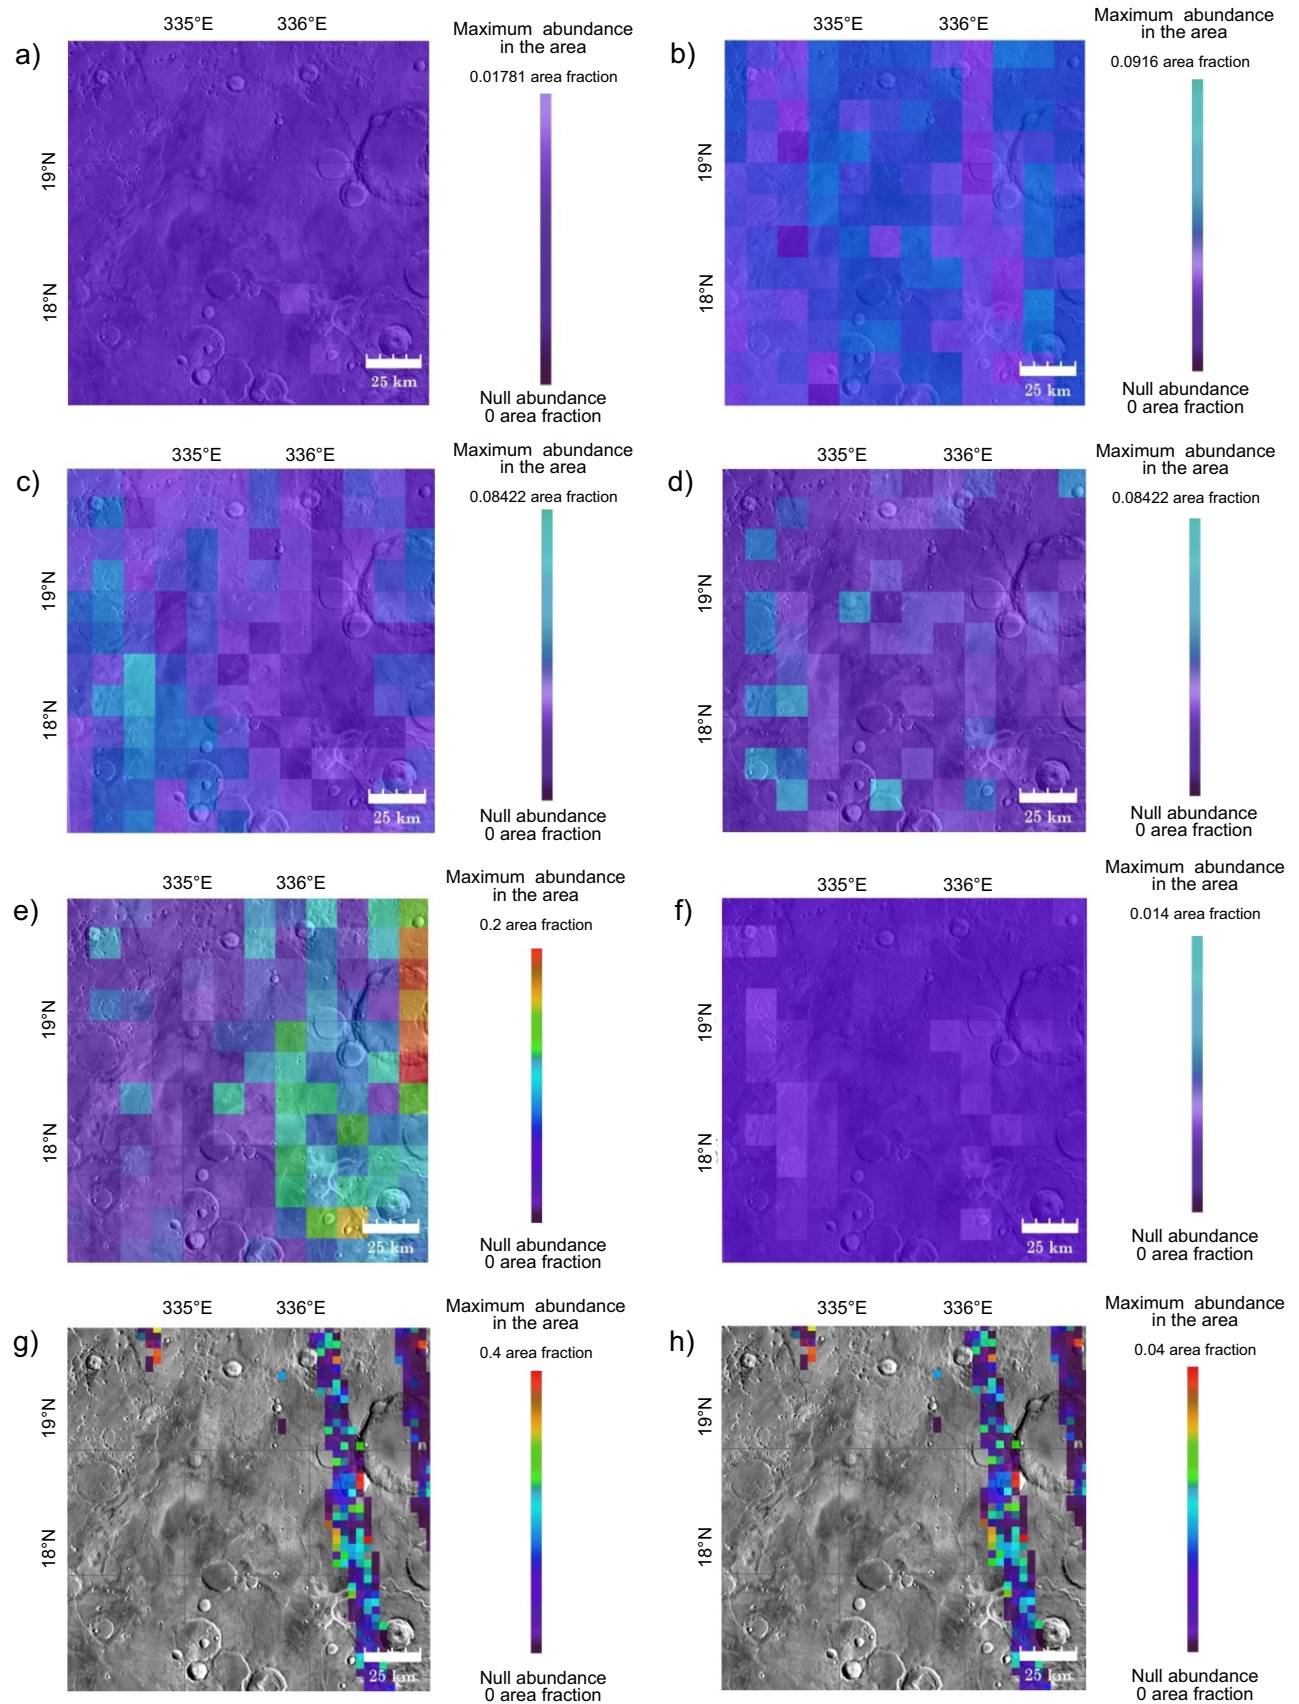 a)
335°E 336°E
19°N
18°N
25 km
Maximum abundance
in the area
0.01781 area fraction
Null abundance
0 area fraction
b)
335°E 336°E
19°N
18°N
25 km
Maximum abundance
in the area
0.0916 area fraction
Null abundance
0 area fraction
c)
335°E 336°E
19°N
18°N
25 km
Maximum abundance
in the area
0.08422 area fraction
Null abundance
0 area fraction
d)
335°E 336°E
19°N
18°N
25 km
Maximum abundance
in the area
0.08422 area fraction
Null abundance
0 area fraction
e)
335°E 336°E
19°N
18°N
25 km
Maximum abundance
in the area
0.2 area fraction
Null abundance
0 area fraction
f)
335°E 336°E
19°N
18°N
25 km
Maximum abundance
in the area
0.014 area fraction
Null abundance
0 area fraction
g)
335°E 336°E
19°N
18°N
25 km
Maximum abundance
in the area
0.4 area fraction
Null abundance
0 area fraction
h)
335°E 336°E
19°N
18°N
25 km
Maximum abundance
in the area
0.04 area fraction
Null abundance
0 area fraction